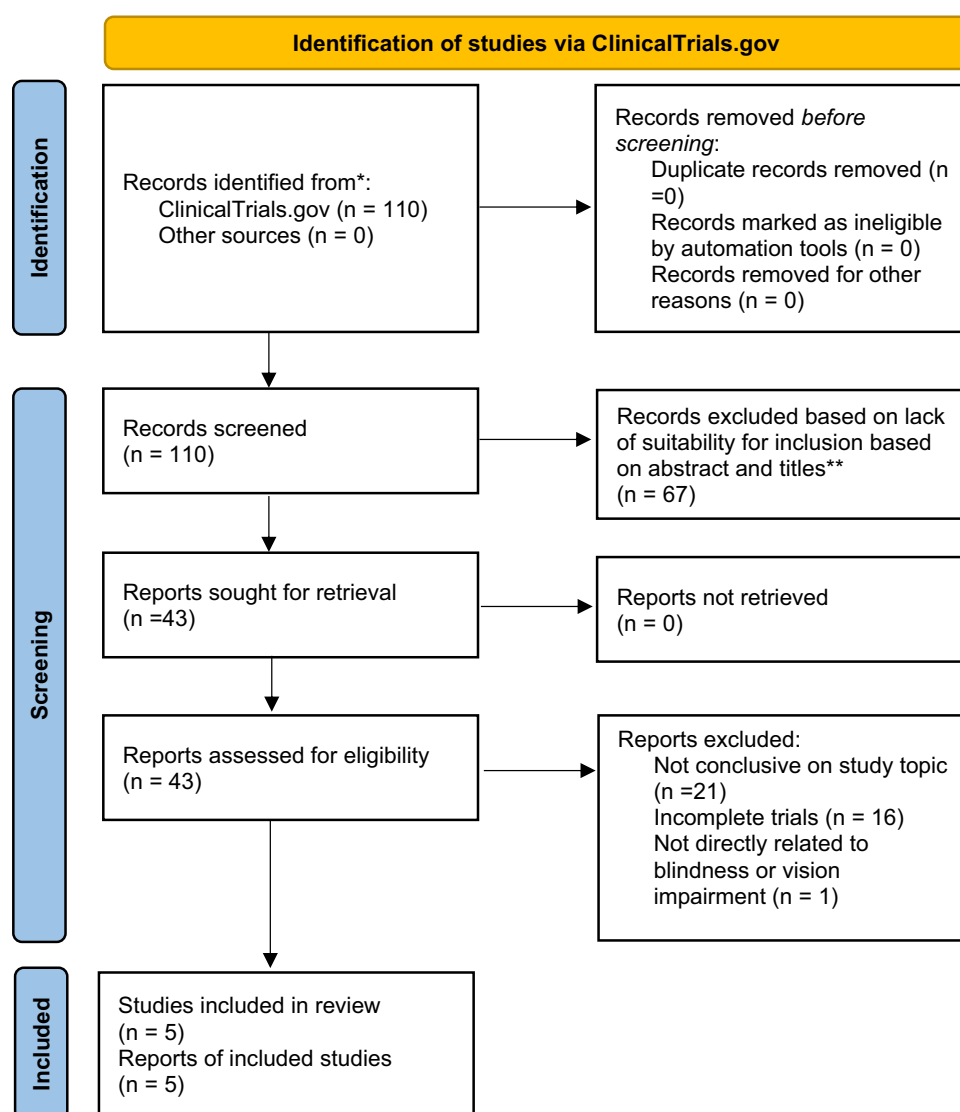 Identification of studies via ClinicalTrials.gov
Identification
Records identified from*:
ClinicalTrials.gov (n = 110)
Other sources (n = 0)
Records removed before
screening:
Duplicate records removed (n
=0)
Records marked as ineligible
by automation tools (n = 0)
Records removed for other
reasons (n = 0)
Screening
Records screened
(n = 110)
Records excluded based on lack
of suitability for inclusion based
on abstract and titles**
(n = 67)
Reports sought for retrieval
(n =43)
Reports not retrieved
(n = 0)
Reports assessed for eligibility
(n = 43)
Reports excluded:
Not conclusive on study topic
(n =21)
Incomplete trials (n = 16)
Not directly related to
blindness or vision
impairment (n = 1)
Included
Studies included in review
(n = 5)
Reports of included studies
(n = 5)